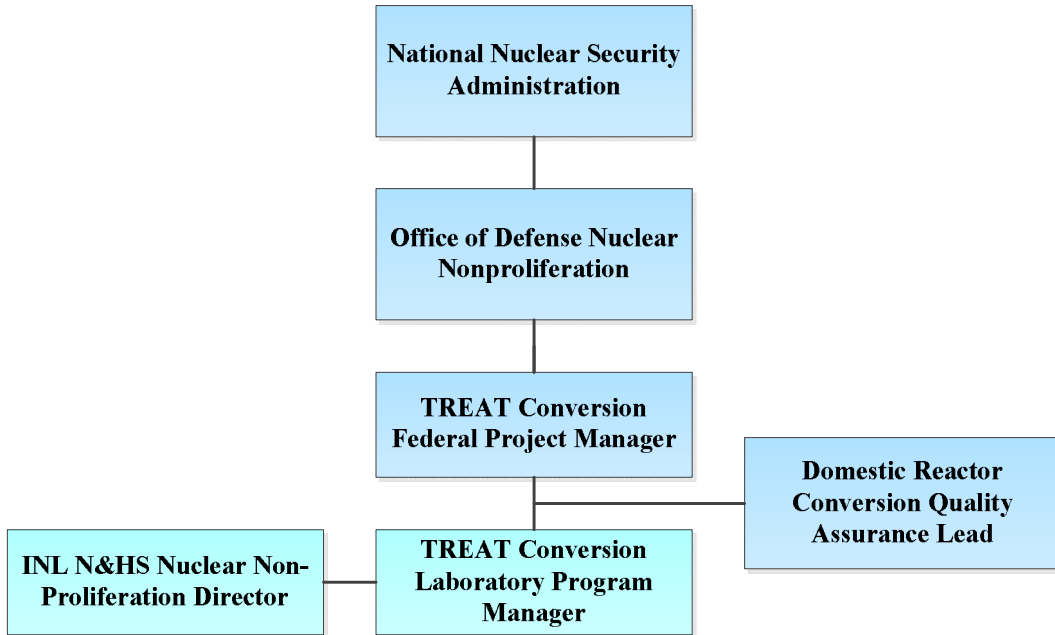 National Nuclear Security
Administration
Office of Defense Nuclear
Nonproliferation
TREAT Conversion
Federal Project Manager
Domestic Reactor
Conversion Quality
Assurance Lead
INL N&HS Nuclear Non-
Proliferation Director
TREAT Conversion
Laboratory Program
Manager